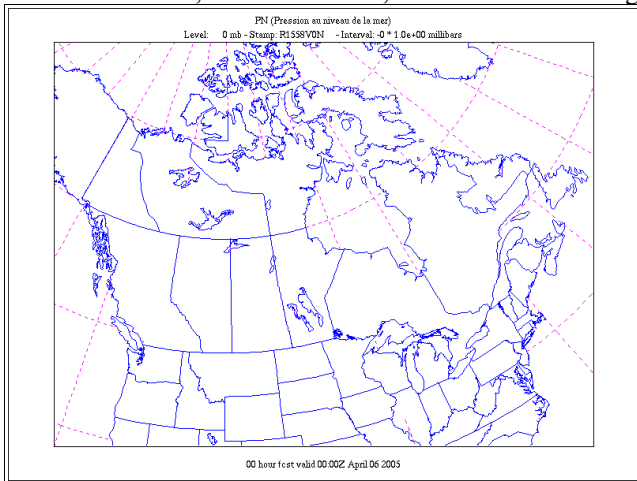 PN (Pression au niveau de la mer)
Level: 0 mb - Stamp: R1558V0N - Interval: -0 * 1.0e+00 millibars
00 hour fcst valid 00:00Z April 06 2005